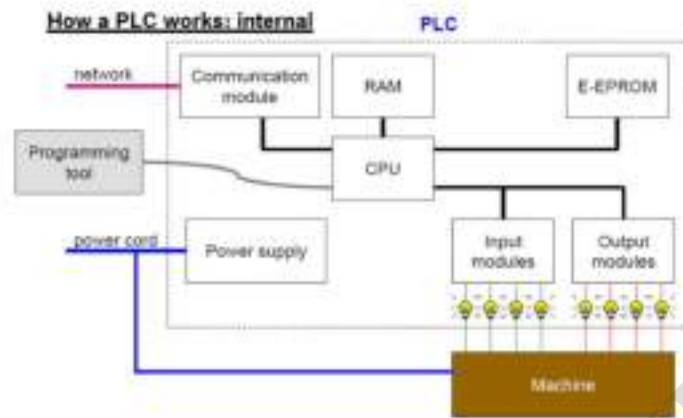 How a PLC works: internal
PLC
network
Communication
module
RAM
E-EPROM
Programming
tool
CPU
power cord
Power supply
Input
modules
Output
modules
Machine